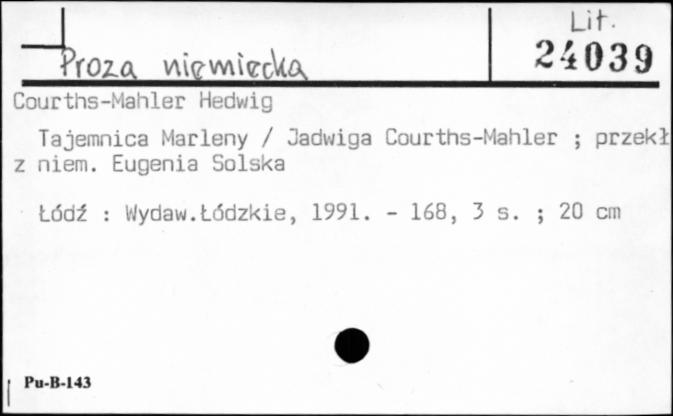 Lit.
24039
Proza niemiecka
Courths-Mahler Hedwig
Tajemnica Marleny / Jadwiga Courths-Mahler ; przekł
z niem. Eugenia Solska
Łódź : Wydaw.Łódzkie, 1991. - 168, 3 s. ; 20 cm
Pu-B-143